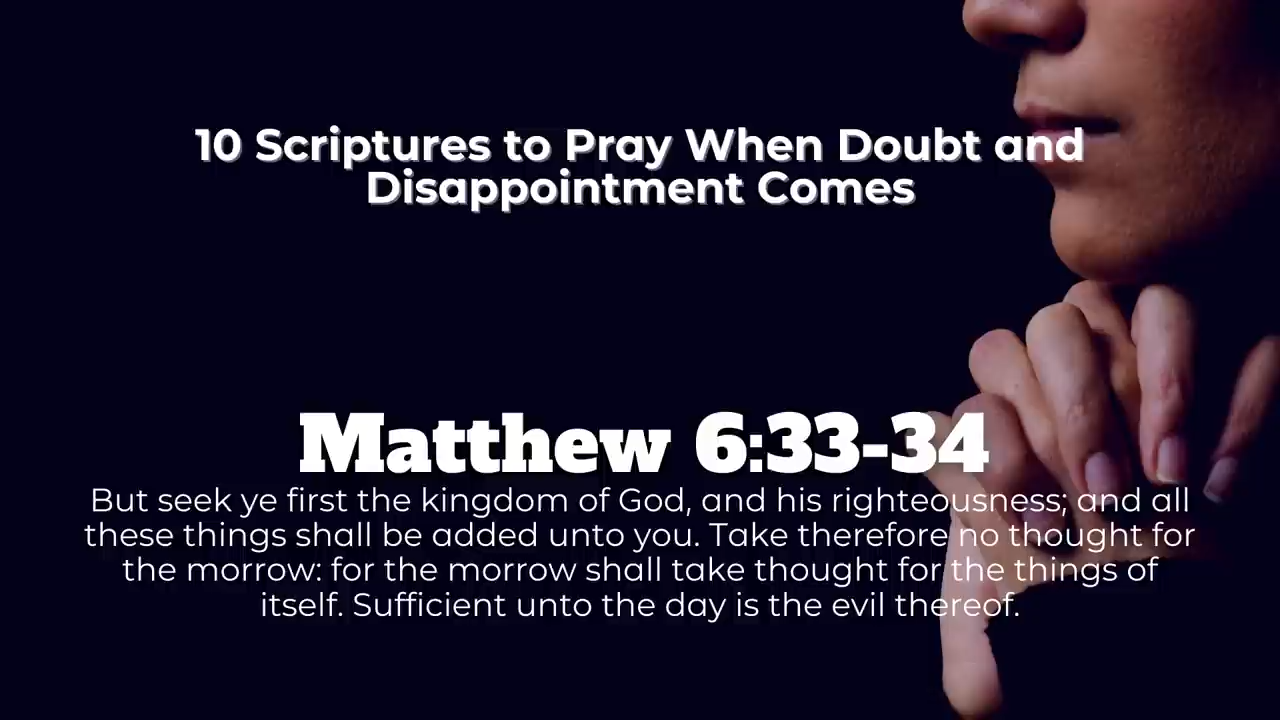 10 Scriptures to Pray When Doubt and
Disappointment Comes
Matthew 6:33-34
But seek ye first the kingdom of God, and his righteousness; and all
these things shall be added unto you. Take therefore no thought for
the morrow: for the morrow shall take thought for the things of
itself. Sufficient unto the day is the evil thereof.